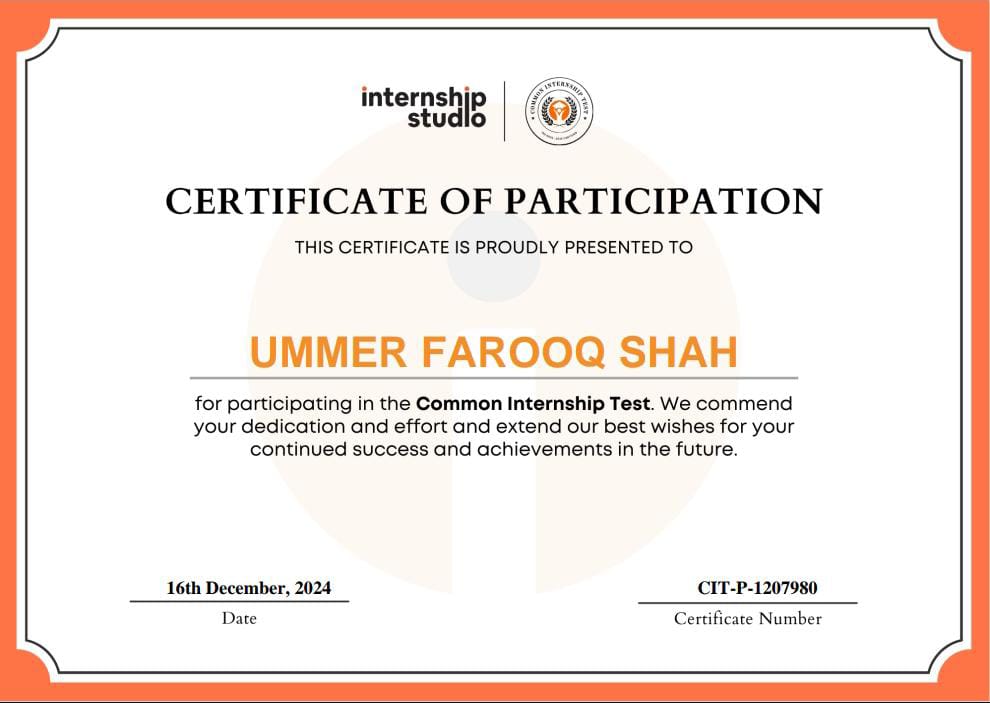 internship
studio
COMMON INTERNSHIP TEST
CERTIFICATE OF PARTICIPATION
THIS CERTIFICATE IS PROUDLY PRESENTED TO
UMMER FAROOQ SHAH
for participating in the Common Internship Test. We commend
your dedication and effort and extend our best wishes for your
continued success and achievements in the future.
16th December, 2024
Date
CIT-P-1207980
Certificate Number